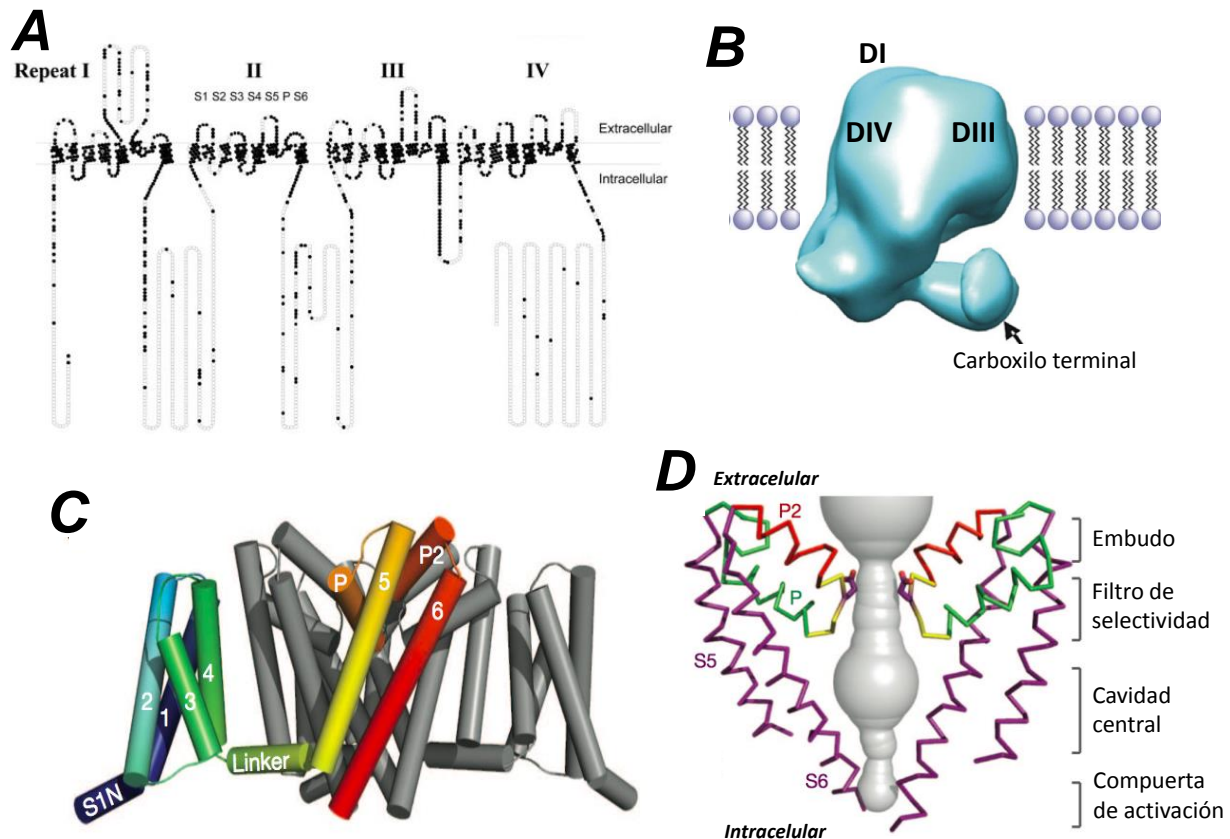 A
Repeat I
II
III
IV
S1 S2 S3 S4 S5 P S6
Extracellular
Intracellular
B
DI
DIV
DIII
Carboxilo terminal
C
P
5
P2
6
4
2
3
1
Linker
S1N
D
Extracelular
P2
P
S5
S6
Embudo
Filtro de
selectividad
Cavidad
central
Compuerta
de activación
Intracelular